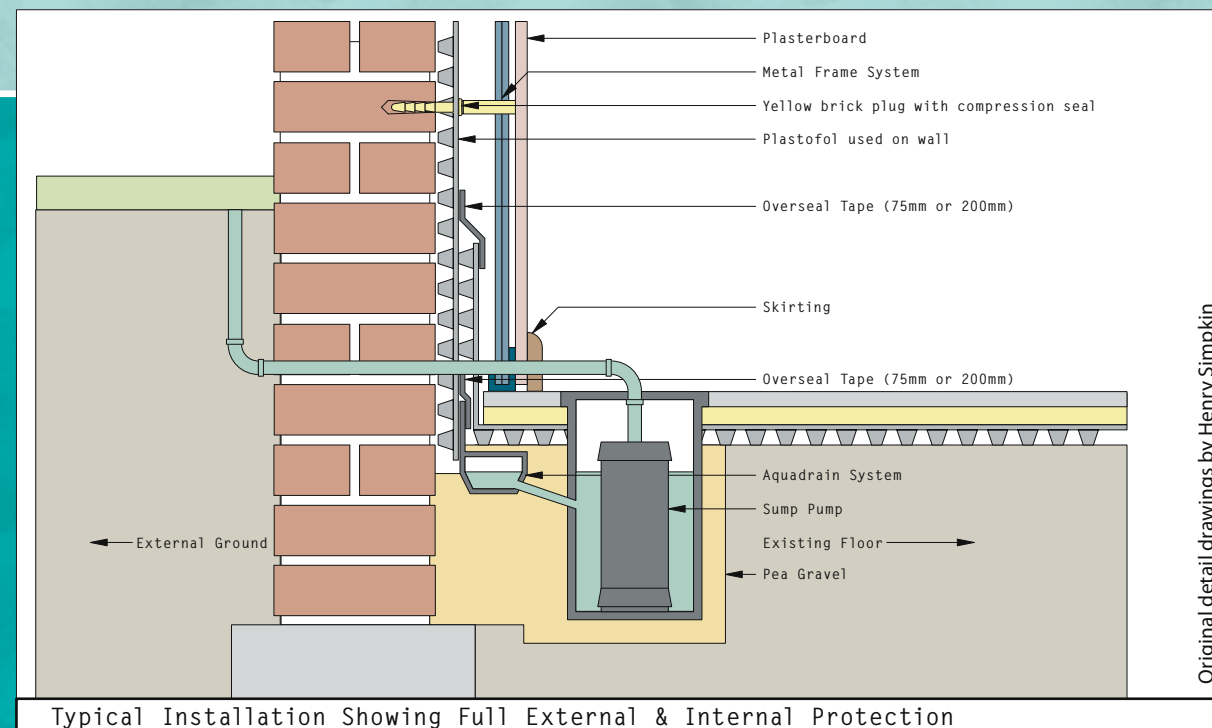 Plasterboard
Metal Frame System
Yellow brick plug with compression seal
Plastofol used on wall
Overseal Tape (75mm or 200mm)
Skirting
Overseal Tape (75mm or 200mm)
Aquadrain System
Sump Pump
External Ground
Existing Floor
Pea Gravel
Original detail drawings by Henry Simpkin
Typical Installation Showing Full External & Internal Protection